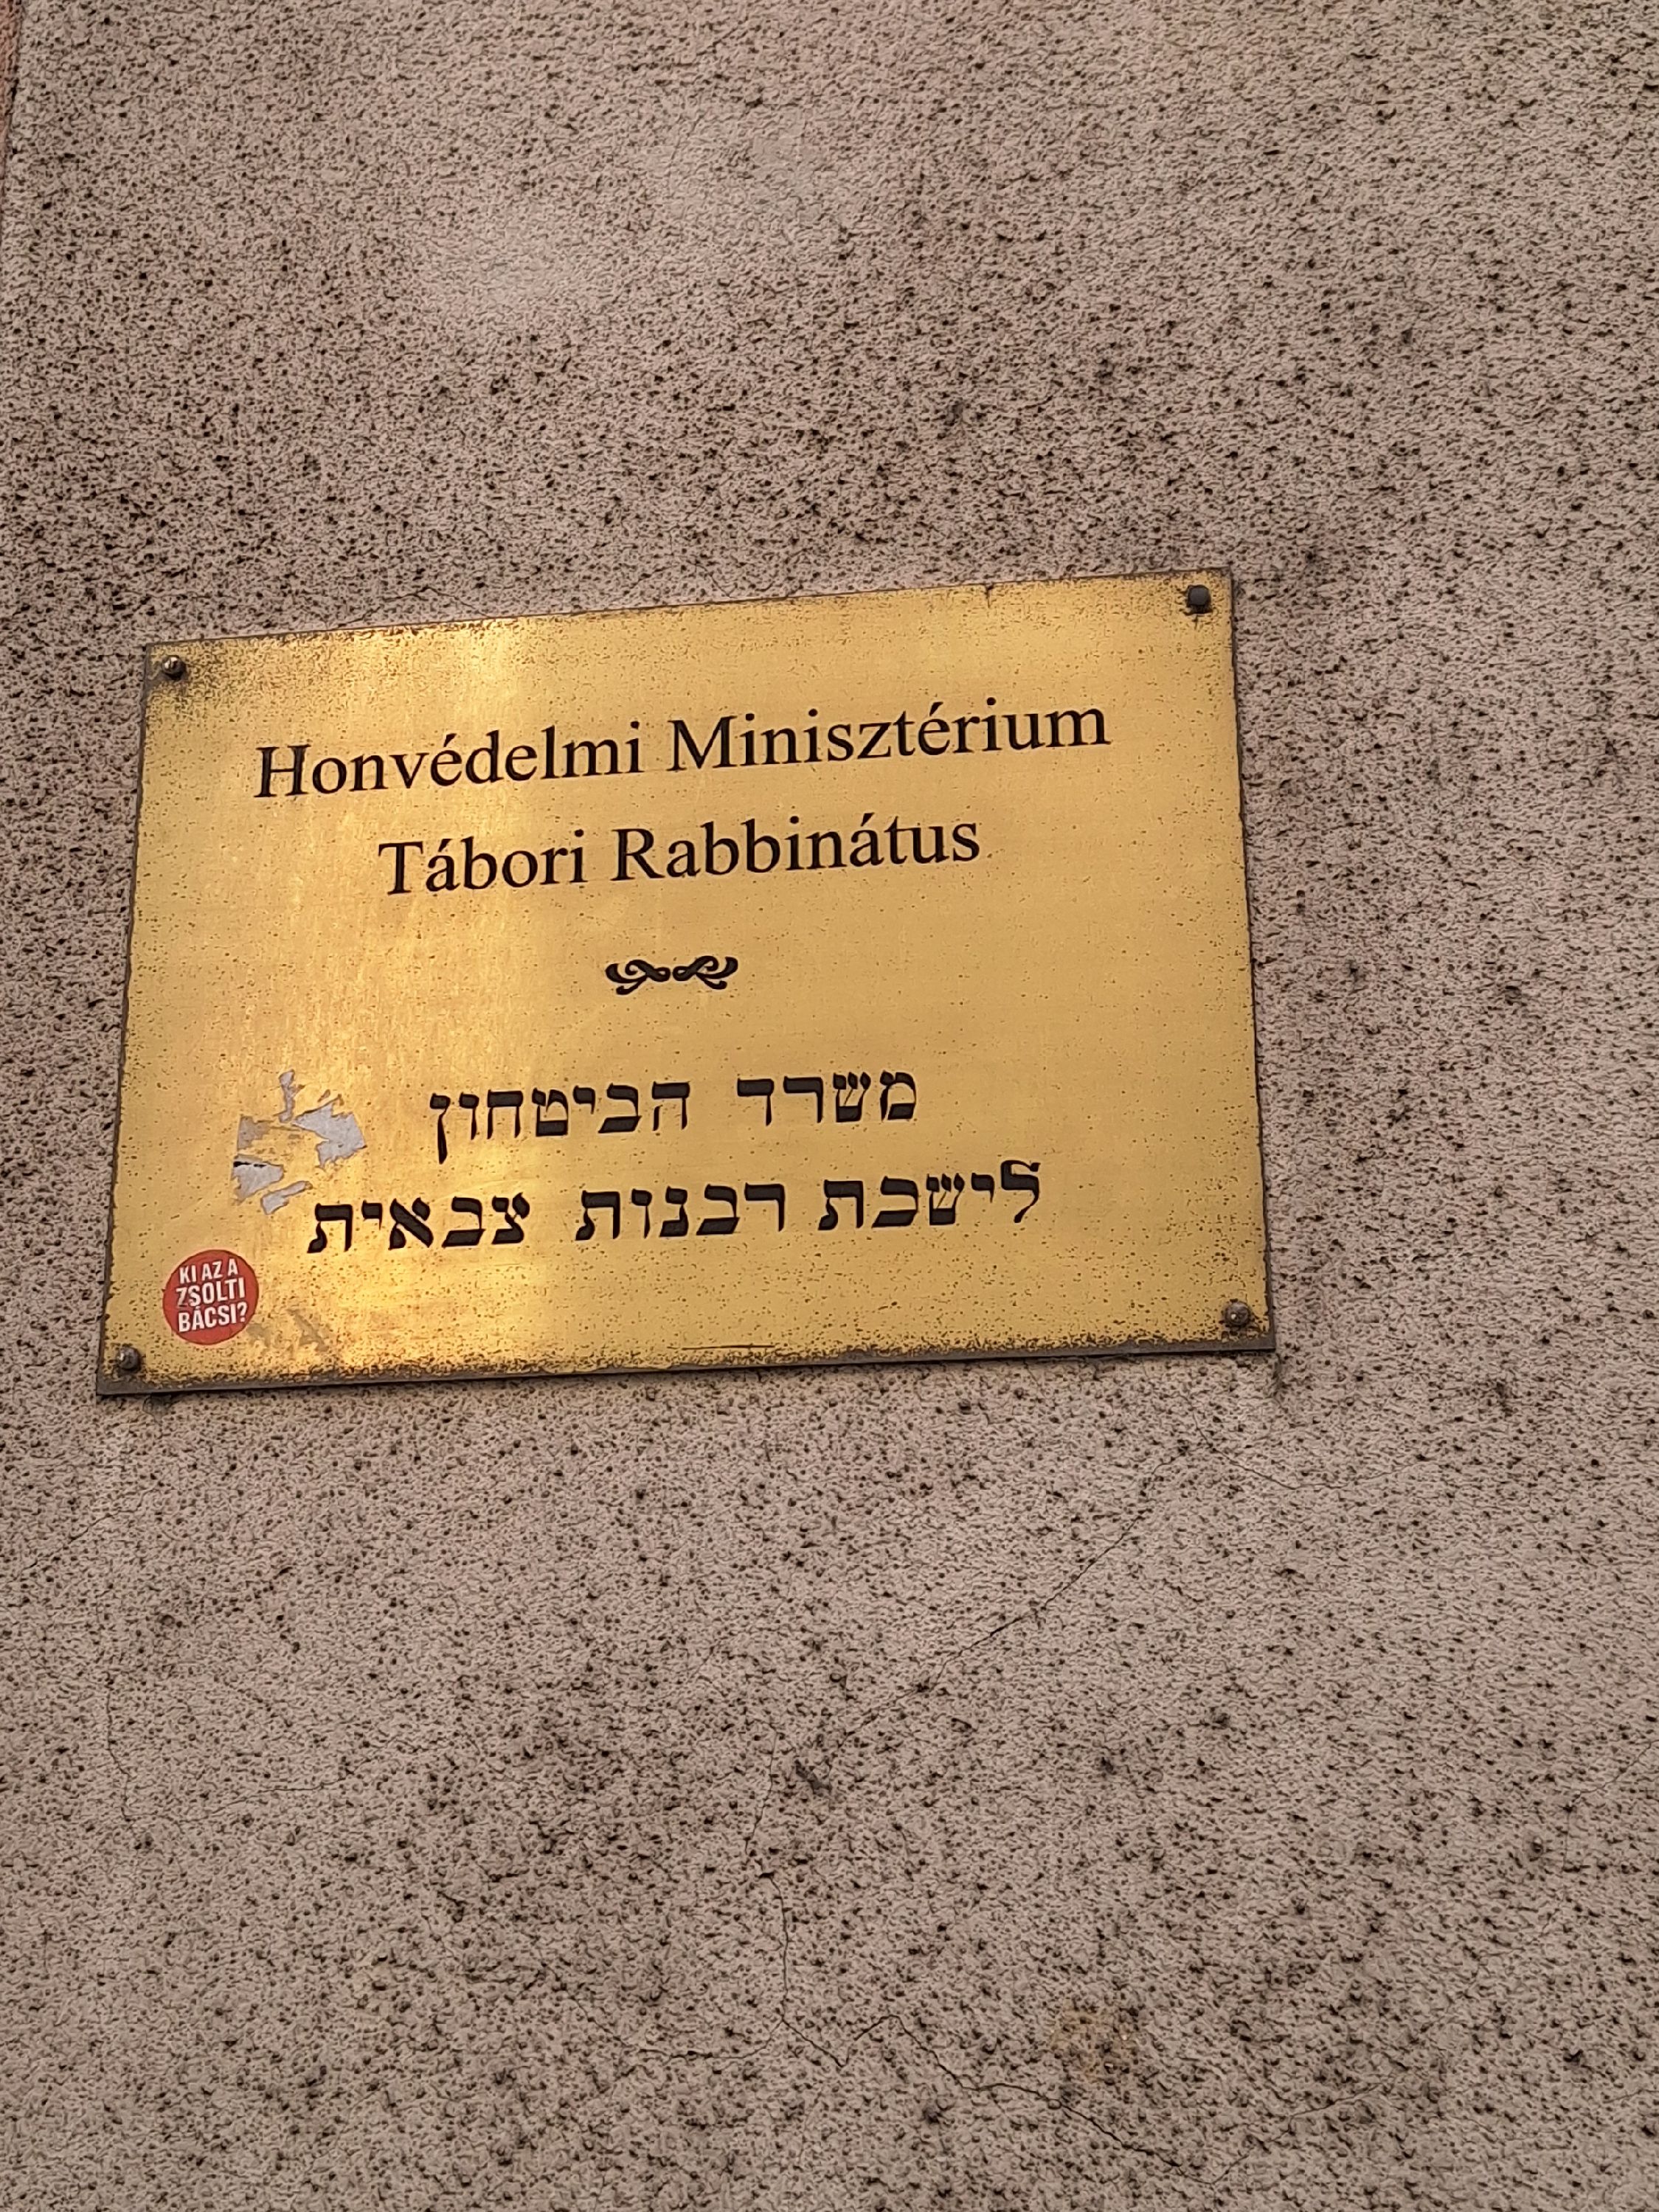 Honvédelmi Minisztérium
Tábori Rabbinátus
משרד הביטחון
לישכת רבנות צבאית
KI AZ A
ZSOLTI
BÁCSI?